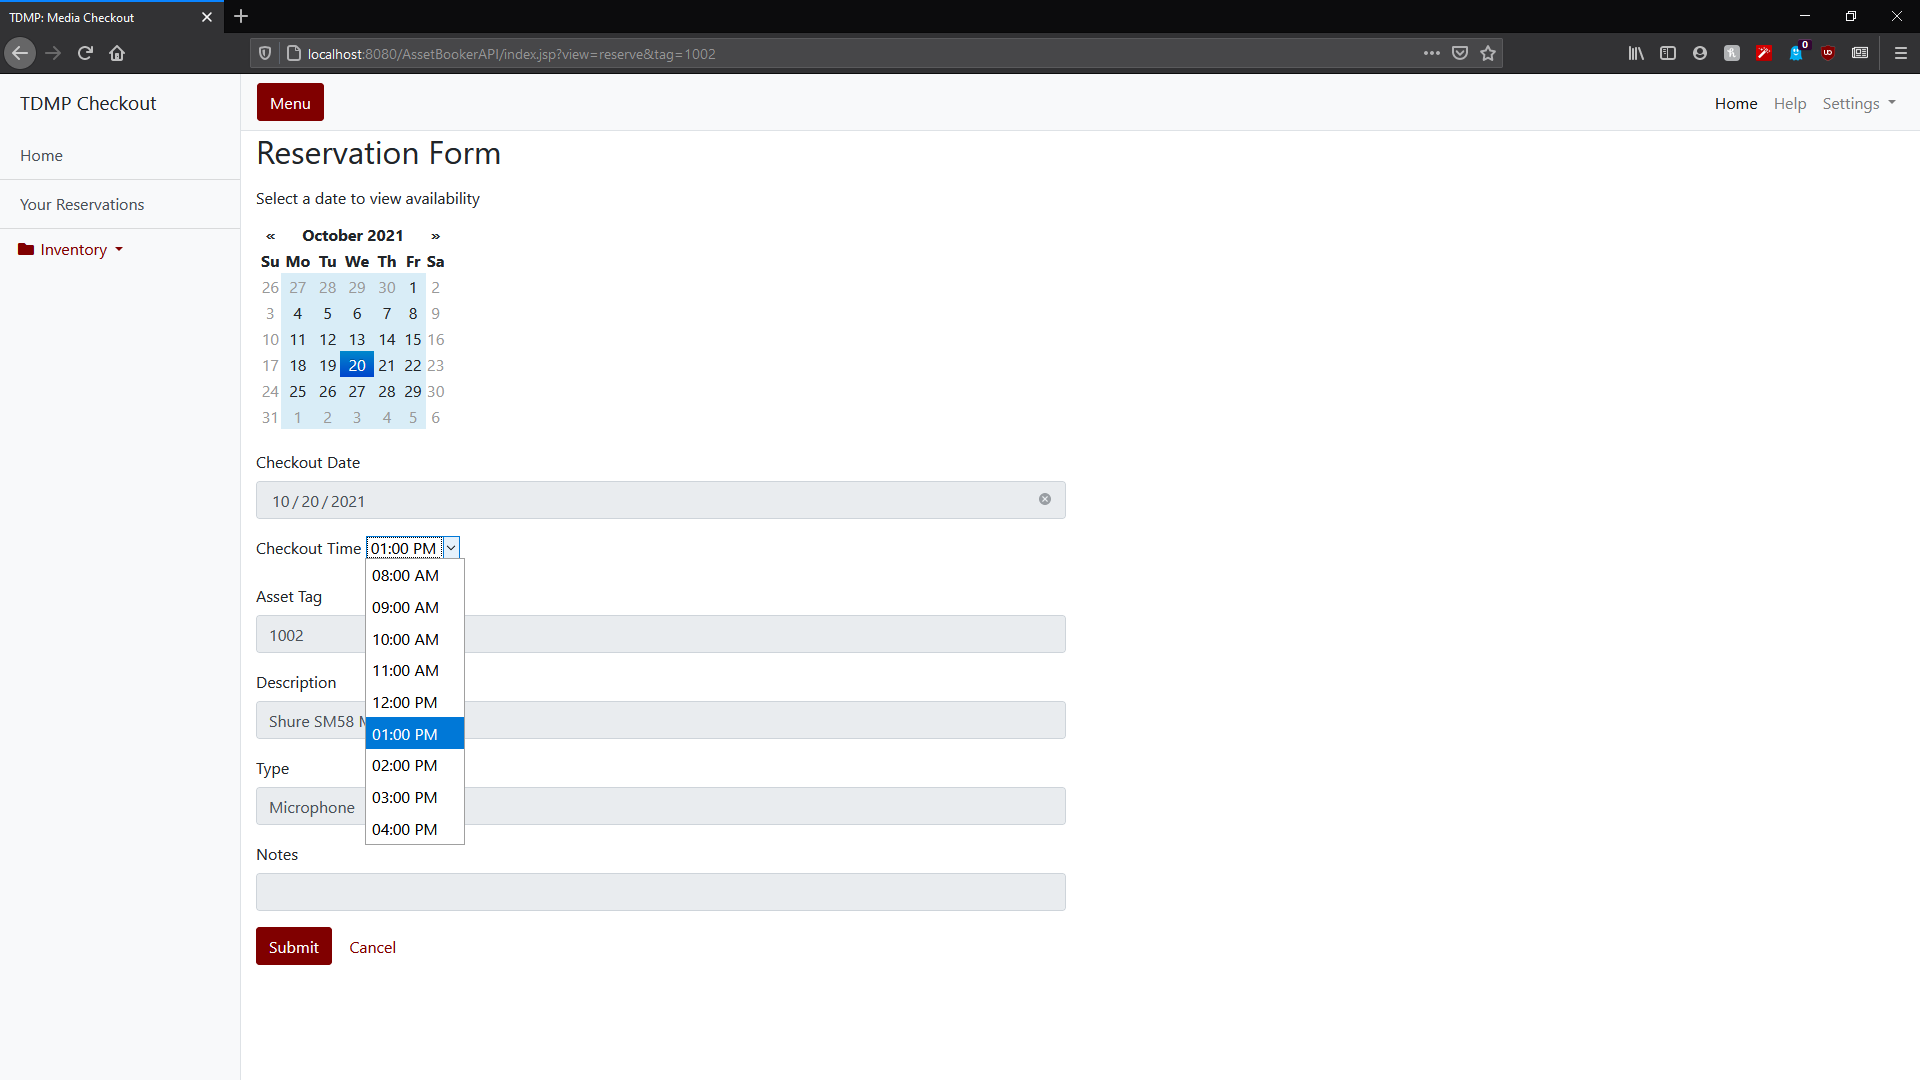 TDMP: Media Checkout
localhost:8080/AssetBookerAPI/index.jsp?view=reserve&tag=1002
0
TDMP Checkout
Menu
Home Help Settings
Home
Your Reservations
Inventory
Reservation Form
Select a date to view availability
« October 2021 »
Su Mo Tu We Th Fr Sa
26 27 28 29 30 1 2
3 4 5 6 7 8 9
10 11 12 13 14 15 16
17 18 19 20 21 22 23
24 25 26 27 28 29 30
31 1 2 3 4 5 6
Checkout Date
10 / 20 / 2021
Checkout Time 01:00 PM
08:00 AM
09:00 AM
10:00 AM
11:00 AM
12:00 PM
01:00 PM
02:00 PM
03:00 PM
04:00 PM
Asset Tag
1002
Description
Shure SM58
Type
Microphone
Notes
Submit Cancel